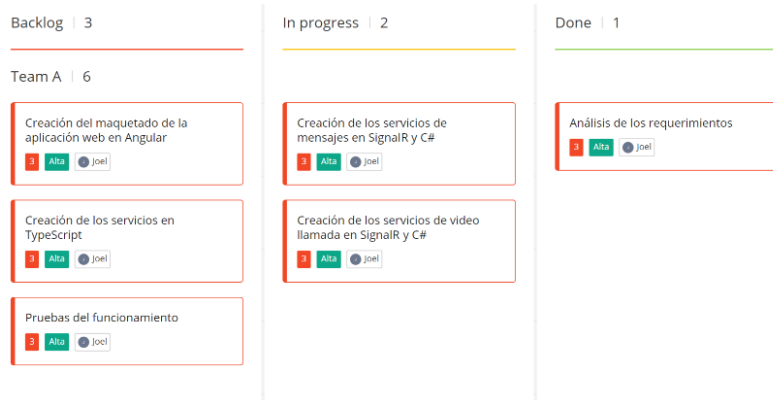 Backlog | 3
In progress | 2
Done | 1
Team A | 6
Creación del maquetado de la
aplicación web en Angular
3 Alta Joel
Creación de los servicios en
TypeScript
3 Alta Joel
Pruebas del funcionamiento
3 Alta Joel
Creación de los servicios de
mensajes en SignalR y C#
3 Alta Joel
Creación de los servicios de video
llamada en SignalR y C#
3 Alta Joel
Análisis de los requerimientos
3 Alta Joel